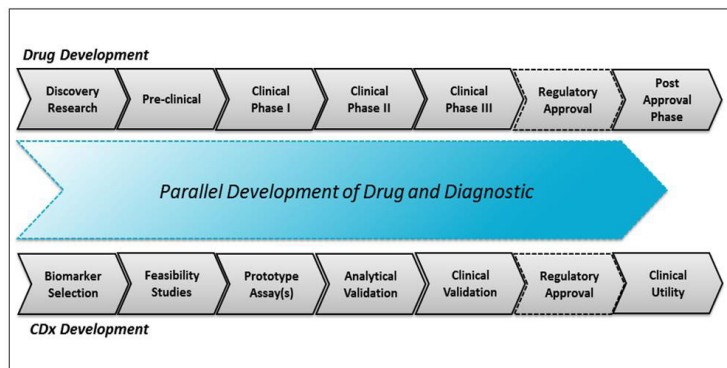 Drug Development
Discovery
Research
Pre-clinical
Clinical
Phase I
Clinical
Phase II
Clinical
Phase III
Regulatory
Approval
Post
Approval
Phase
Parallel Development of Drug and Diagnostic
Biomarker
Selection
Feasibility
Studies
Prototype
Assay(s)
Analytical
Validation
Clinical
Validation
Regulatory
Approval
Clinical
Utility
CDx Development